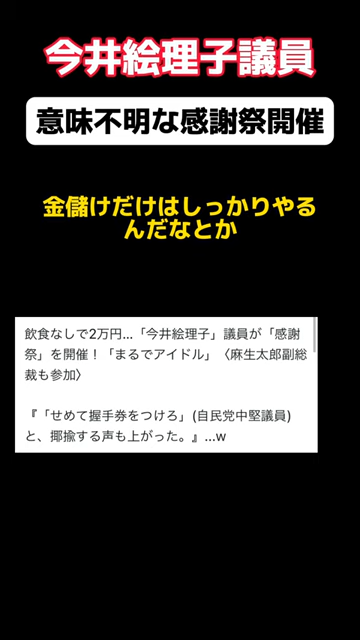 今井絵理子議員
意味不明な感謝祭開催
金儲けだけはしっかりやる
んだなとか
飲食なしで2万円...「今井絵理子」議員が「感謝
祭」を開催！「まるでアイドル」〈麻生太郎副総
裁も参加〉
『「せめて握手券をつけろ」(自民党中堅議員)
と、揶揄する声も上がった。』...w